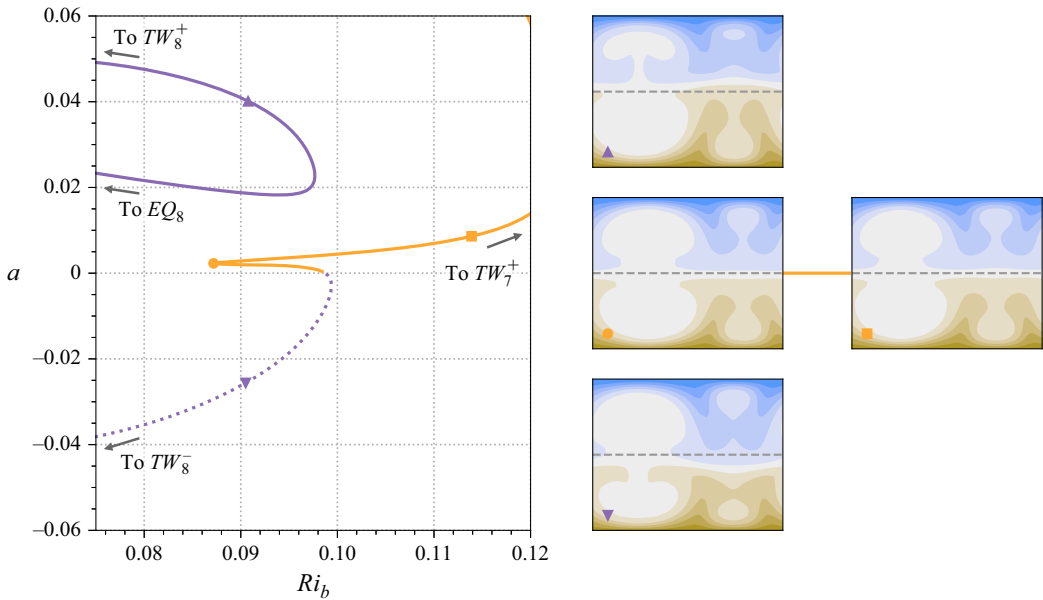 0.06
To TW₈⁺
0.04
0.02
To EQ₈
a
0
To TW₇⁺
–0.02
–0.04
To TW₈⁻
–0.06
0.08 0.09 0.10 0.11 0.12
Ri_b